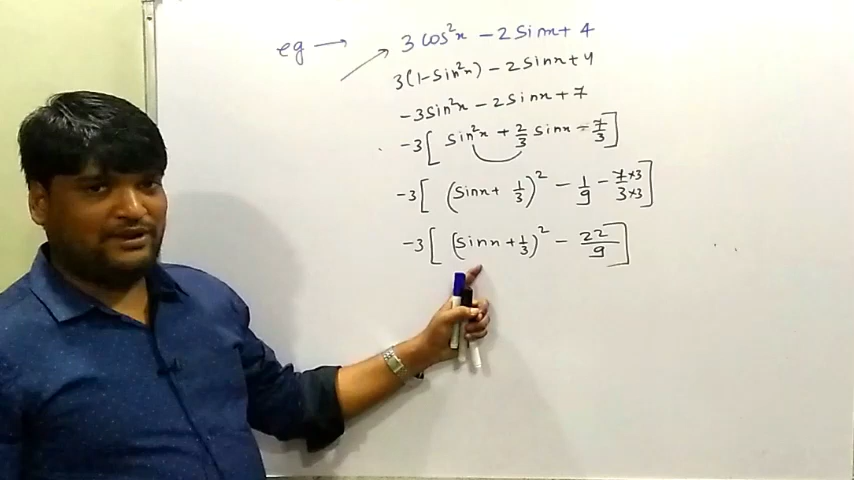 eg → 3 cos²x - 2 sinx + 4
3(1-sin²x) - 2 sinx + 4
-3sin²x - 2 sinx + 7
-3[ sin²x + 2/3 sinx - 7/3 ]
-3[ (sinx + 1/3)² - 1/9 - 7×3/3×3 ]
-3[ (sinx + 1/3)² - 22/9 ]